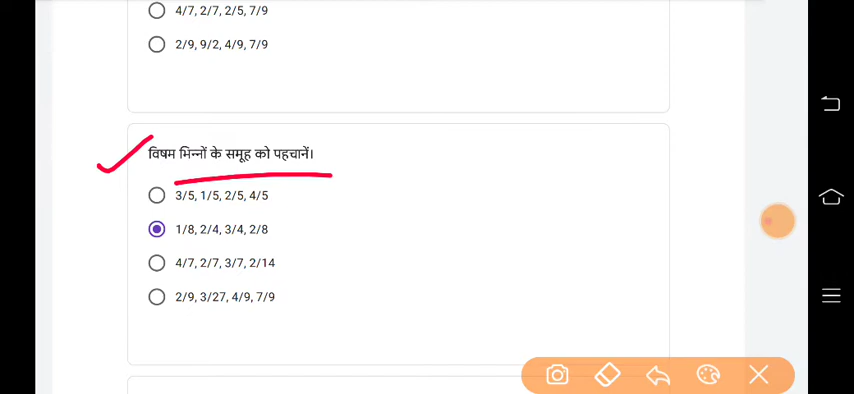 4/7, 2/7, 2/5, 7/9
2/9, 9/2, 4/9, 7/9
विषम भिन्नों के समूह को पहचानें।
3/5, 1/5, 2/5, 4/5
1/8, 2/4, 3/4, 2/8
4/7, 2/7, 3/7, 2/14
2/9, 3/27, 4/9, 7/9